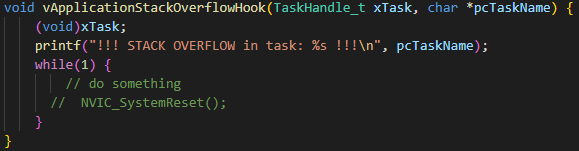 void vApplicationStackOverflowHook(TaskHandle_t xTask, char *pcTaskName) {
    (void)xTask;
    printf("!!! STACK OVERFLOW in task: %s !!!\n", pcTaskName);
    while(1) {
        // do something
      //  NVIC_SystemReset();
    }
}